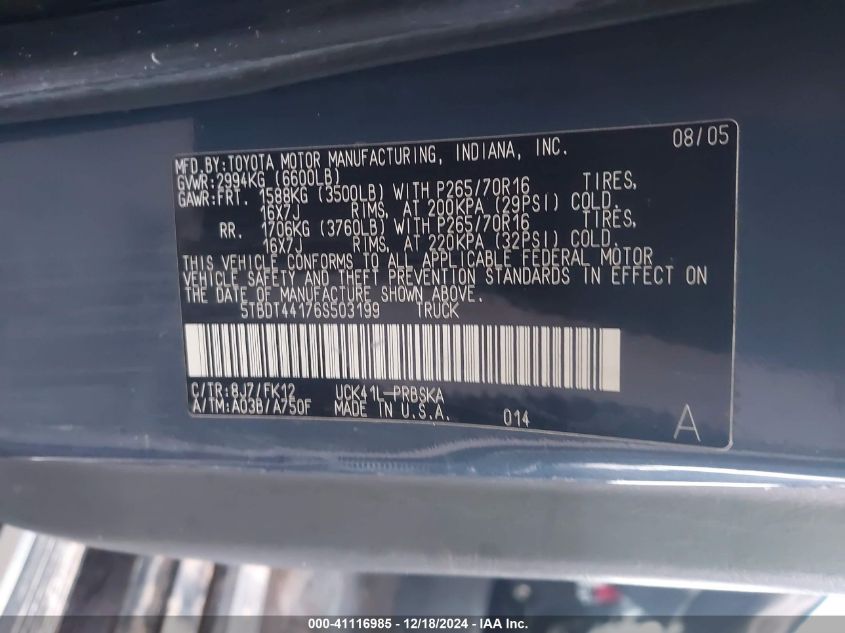 08/05
MFD.BY:TOYOTA MOTOR MANUFACTURING, INDIANA, INC.
GVWR:2994KG (6600LB)
GAWR:FRT. 1588KG (3500LB) WITH P265/70R16 TIRES,
16X7J RIMS, AT 200KPA (29PSI) COLD.
RR. 1706KG (3760LB) WITH P265/70R16 TIRES,
16X7J RIMS, AT 220KPA (32PSI) COLD.
THIS VEHICLE CONFORMS TO ALL APPLICABLE FEDERAL MOTOR
VEHICLE SAFETY AND THEFT PREVENTION STANDARDS IN EFFECT ON
THE DATE OF MANUFACTURE SHOWN ABOVE.
5TBDT44176S503199 TRUCK
C/TR:8J7/FK12 UCK41L-PRBSKA
A/TM:A03B/A750F MADE IN U.S.A. 014 A
000-41116985 - 12/18/2024 - IAA Inc.